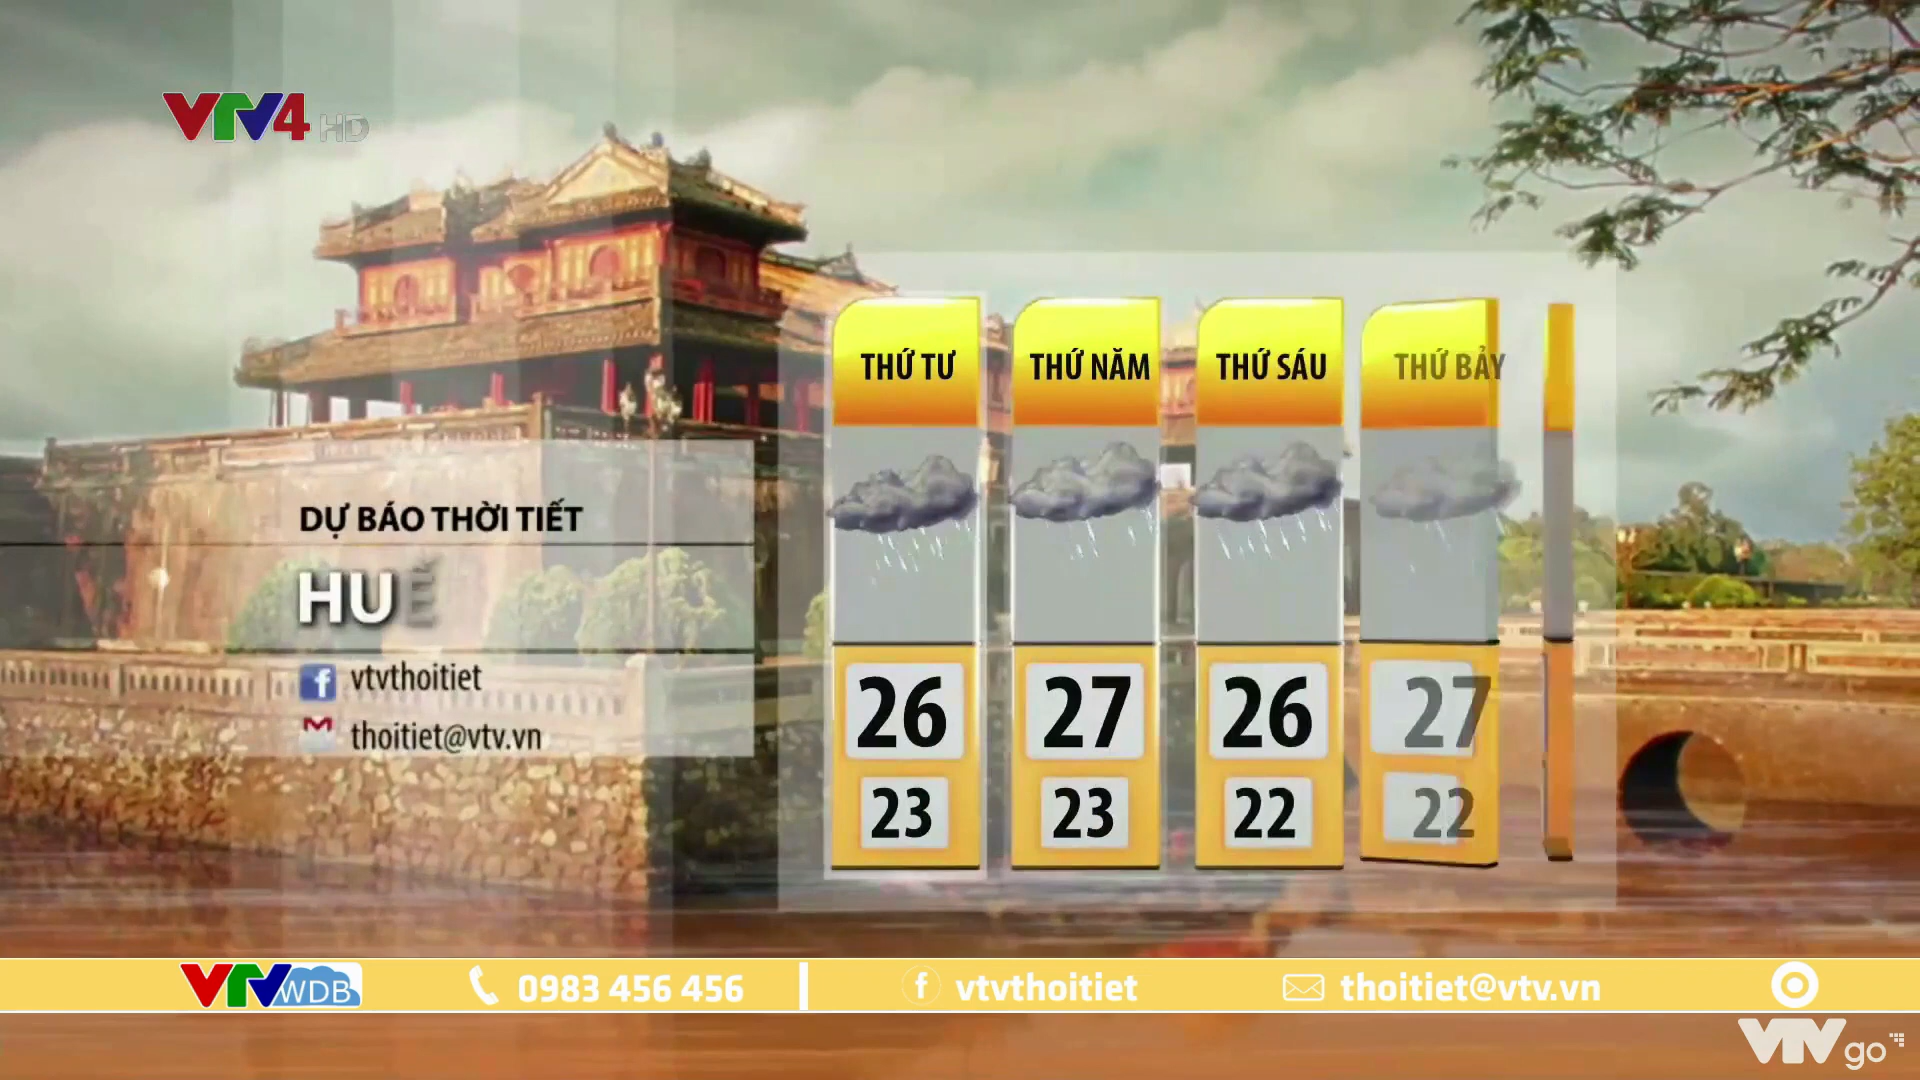 VTV4 HD
THỨ TƯ
THỨ NĂM
THỨ SÁU
THỨ BẢY
DỰ BÁO THỜI TIẾT
HUẾ
vtvthoitiet
thoitiet@vtv.vn
26 27 26 27
23 23 22 22
VTV WDB 0983 456 456 vtvthoitiet thoitiet@vtv.vn
VTV go